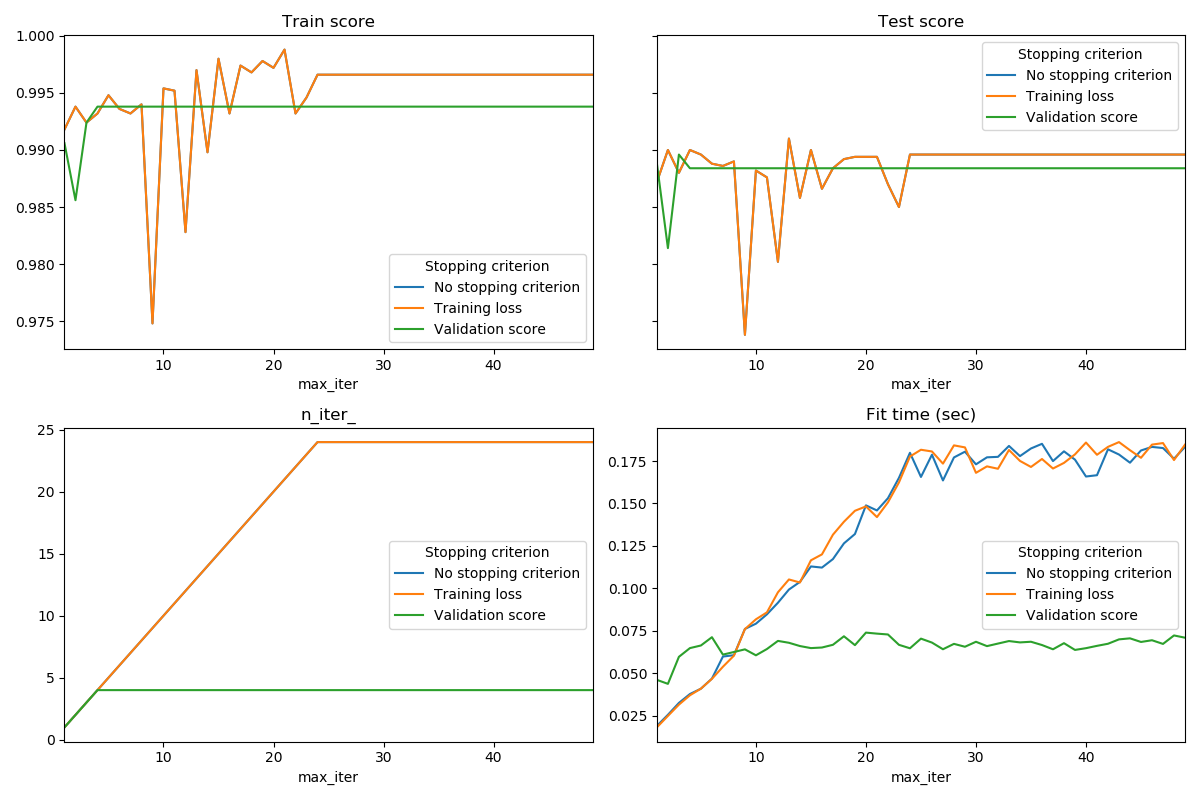 Train score
1.000
0.995
0.990
0.985
0.980
0.975
Stopping criterion
No stopping criterion
Training loss
Validation score
10 20 30 40
max_iter
Test score
Stopping criterion
No stopping criterion
Training loss
Validation score
10 20 30 40
max_iter
n_iter_
25
20
15
10
5
0
Stopping criterion
No stopping criterion
Training loss
Validation score
10 20 30 40
max_iter
Fit time (sec)
0.175
0.150
0.125
0.100
0.075
0.050
0.025
Stopping criterion
No stopping criterion
Training loss
Validation score
10 20 30 40
max_iter